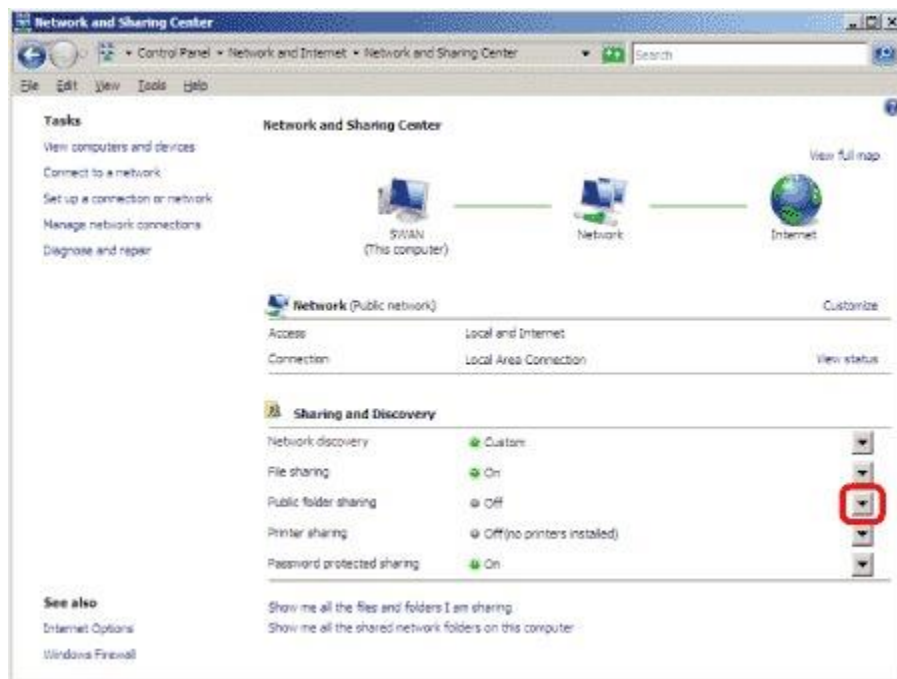 Network and Sharing Center
Control Panel • Network and Internet • Network and Sharing Center
Search
File Edit View Tools Help
Tasks
View computers and devices
Connect to a network
Set up a connection or network
Manage network connections
Diagnose and repair
Network and Sharing Center
View full map
SWAN
(This computer)
Network
Internet
Network (Public network)
Customize
Access Local and Internet
Connection Local Area Connection View status
Sharing and Discovery
Network discovery Custom
File sharing On
Public folder sharing Off
Printer sharing Off(no printers installed)
Password protected sharing On
See also
Internet Options
Windows Firewall
Show me all the files and folders I am sharing
Show me all the shared network folders on this computer